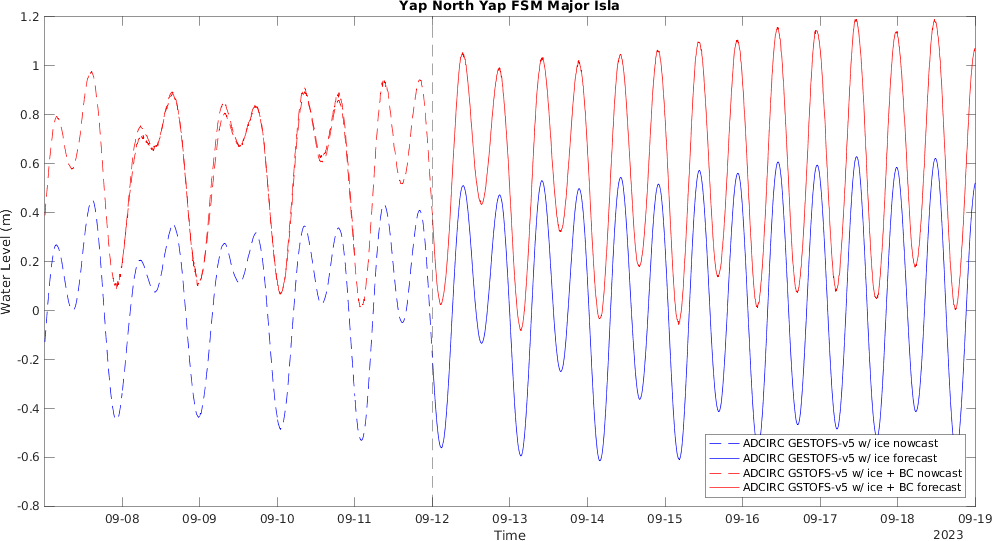 Yap North Yap FSM Major Isla
Water Level (m)
1.2
1
0.8
0.6
0.4
0.2
0
-0.2
-0.4
-0.6
-0.8
ADCIRC GESTOFS-v5 w/ ice nowcast
ADCIRC GESTOFS-v5 w/ ice forecast
ADCIRC GSTOFS-v5 w/ ice + BC nowcast
ADCIRC GSTOFS-v5 w/ ice + BC forecast
09-08 09-09 09-10 09-11 09-12 09-13 09-14 09-15 09-16 09-17 09-18 09-19
Time
2023